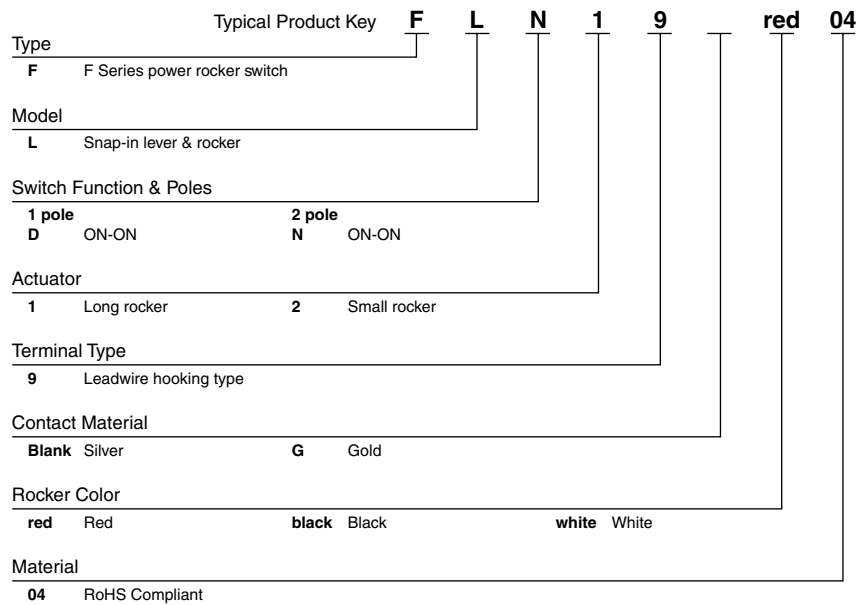 Typical Product Key F L N 1 9 red 04
Type
F F Series power rocker switch
Model
L Snap-in lever & rocker
Switch Function & Poles
1 pole 2 pole
D ON-ON N ON-ON
Actuator
1 Long rocker 2 Small rocker
Terminal Type
9 Leadwire hooking type
Contact Material
Blank Silver G Gold
Rocker Color
red Red black Black white White
Material
04 RoHS Compliant